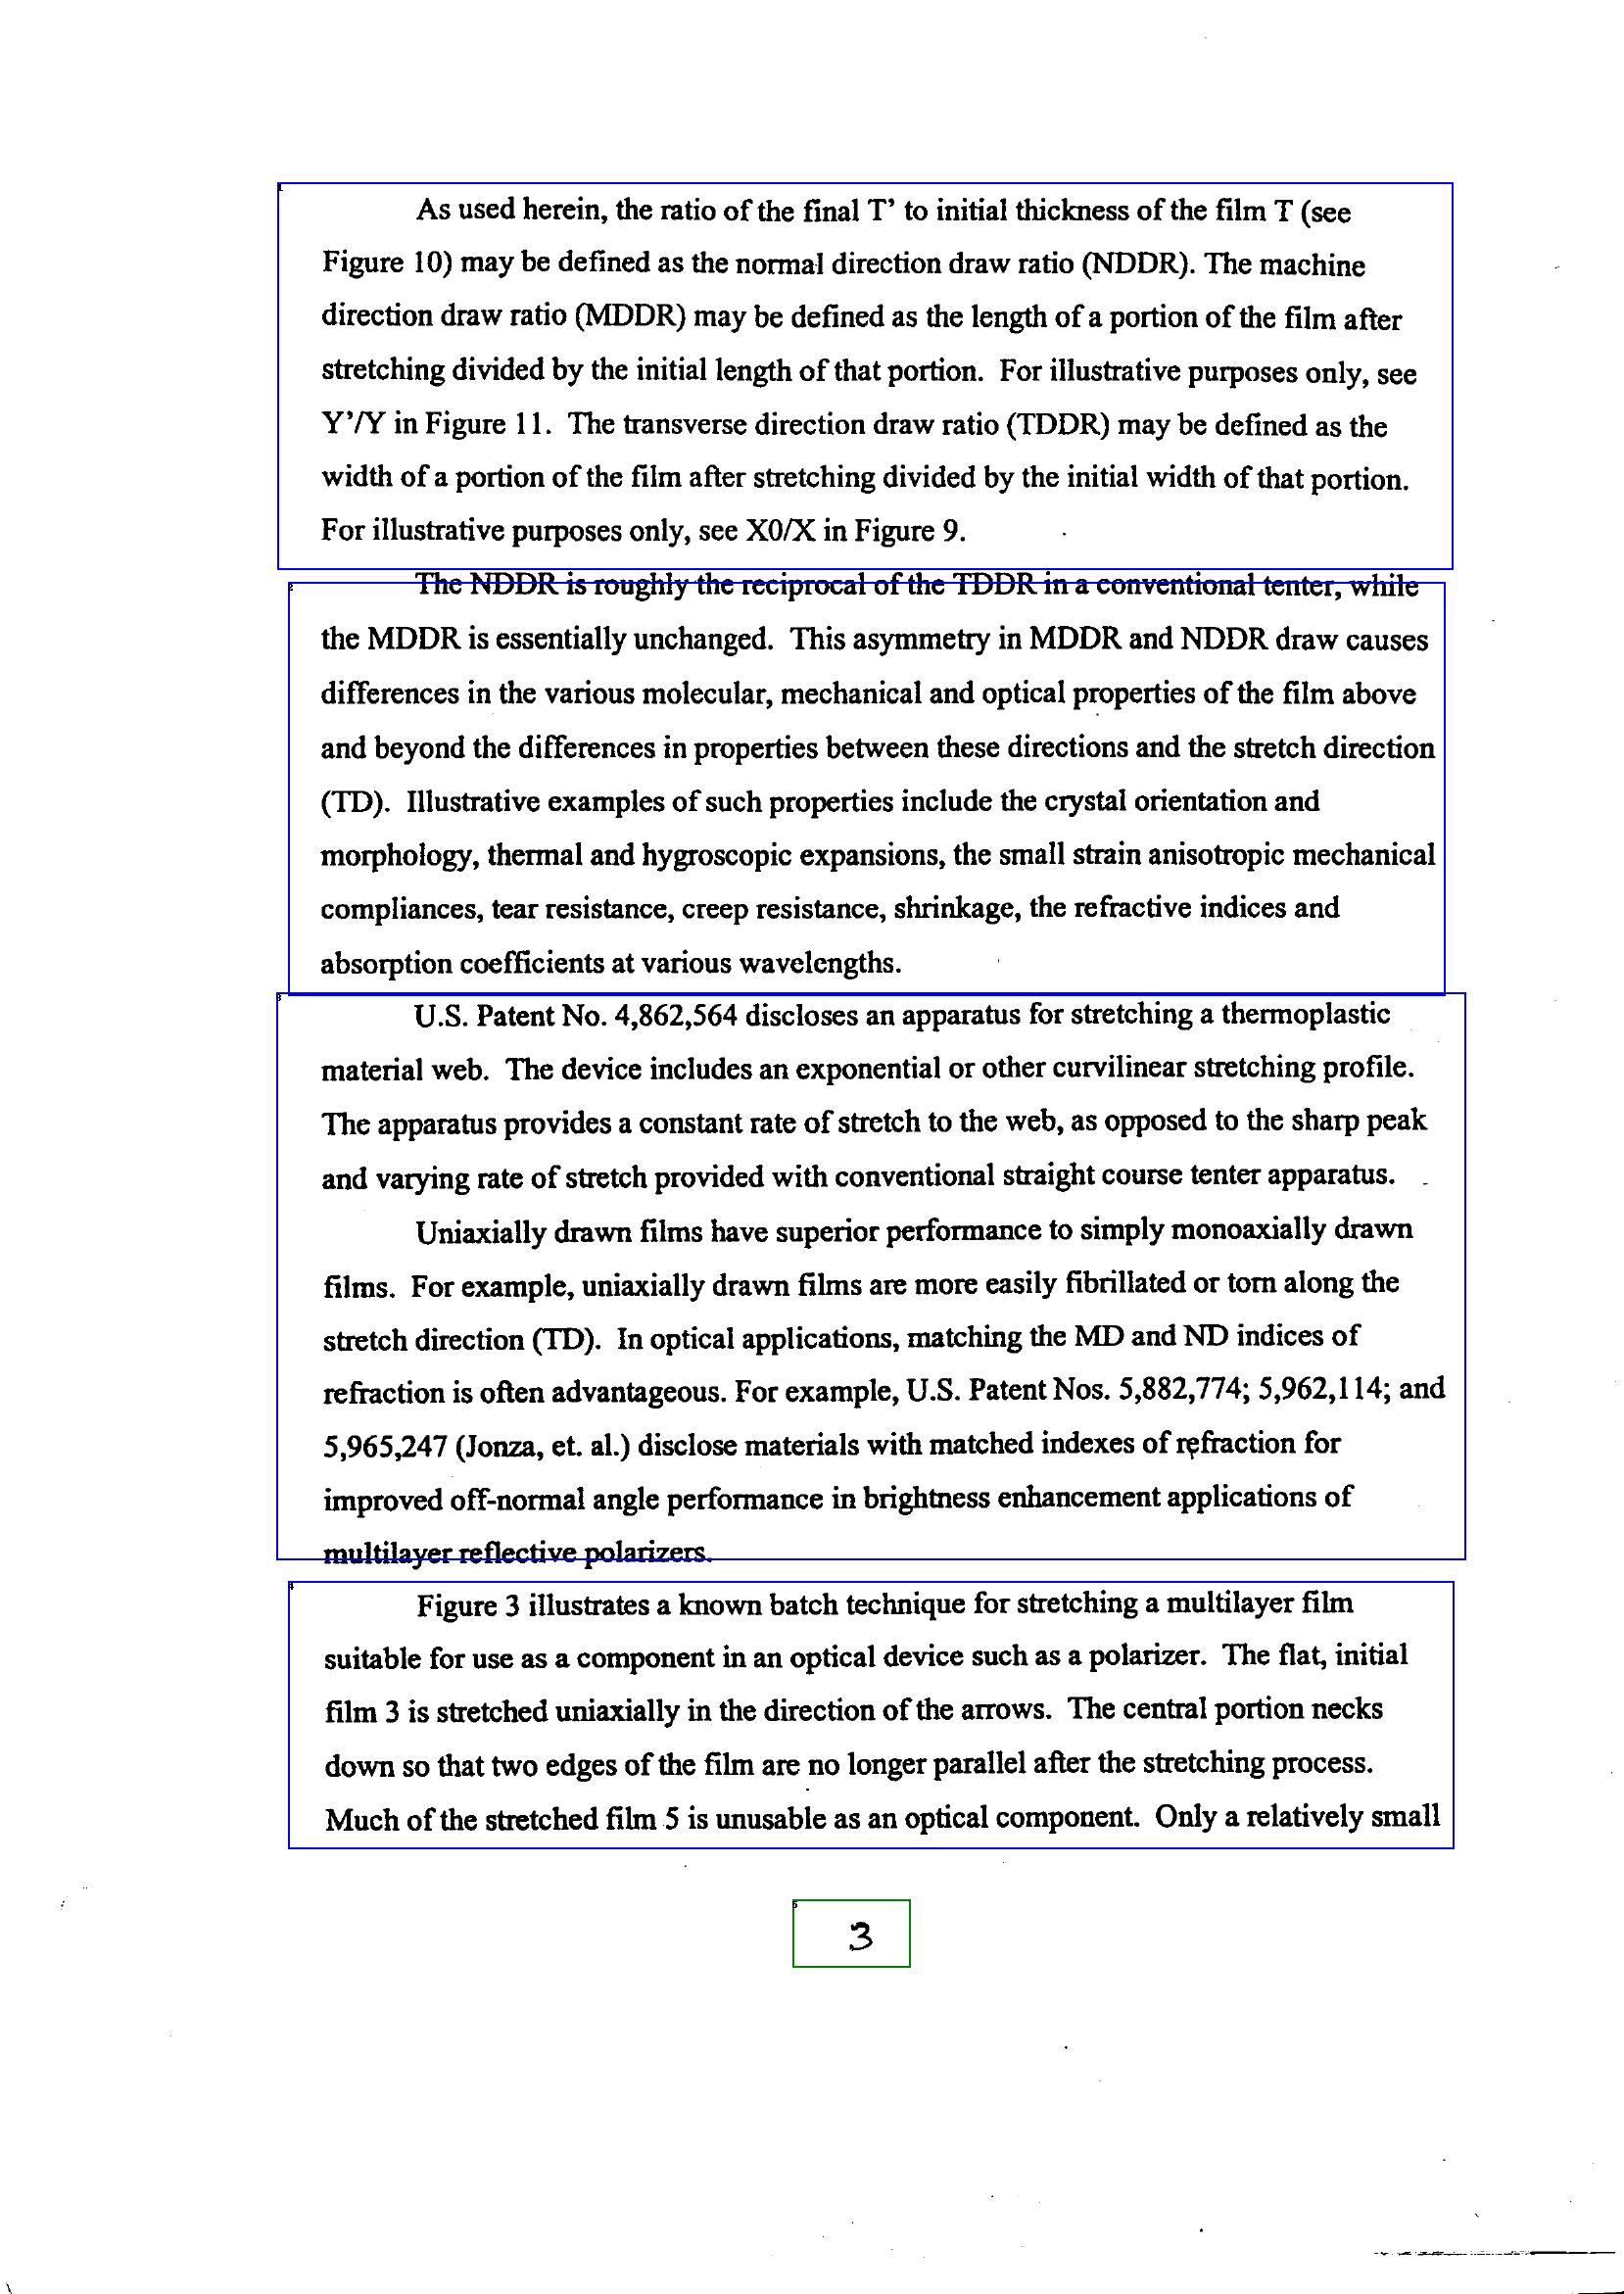 As used herein, the ratio of the final T’ to initial thickness of the film T (see
Figure 10) may be defined as the normal direction draw ratio (NDDR). The machine
direction draw ratio (MDDR) may be defined as the length of a portion of the film after
stretching divided by the initial length of that portion. For illustrative purposes only, see
Y’/Y in Figure 11. The transverse direction draw ratio (TDDR) may be defined as the
width of a portion of the film after stretching divided by the initial width of that portion.
For illustrative purposes only, see X0/X in Figure 9.
The NDDR is roughly the reciprocal of the TDDR in a conventional tenter, while
the MDDR is essentially unchanged. This asymmetry in MDDR and NDDR draw causes
differences in the various molecular, mechanical and optical properties of the film above
and beyond the differences in properties between these directions and the stretch direction
(TD). Illustrative examples of such properties include the crystal orientation and
morphology, thermal and hygroscopic expansions, the small strain anisotropic mechanical
compliances, tear resistance, creep resistance, shrinkage, the refractive indices and
absorption coefficients at various wavelengths.
U.S. Patent No. 4,862,564 discloses an apparatus for stretching a thermoplastic
material web. The device includes an exponential or other curvilinear stretching profile.
The apparatus provides a constant rate of stretch to the web, as opposed to the sharp peak
and varying rate of stretch provided with conventional straight course tenter apparatus.
Uniaxially drawn films have superior performance to simply monoaxially drawn
films. For example, uniaxially drawn films are more easily fibrillated or torn along the
stretch direction (TD). In optical applications, matching the MD and ND indices of
refraction is often advantageous. For example, U.S. Patent Nos. 5,882,774; 5,962,114; and
5,965,247 (Jonza, et. al.) disclose materials with matched indexes of refraction for
improved off-normal angle performance in brightness enhancement applications of
multilayer reflective polarizers.
Figure 3 illustrates a known batch technique for stretching a multilayer film
suitable for use as a component in an optical device such as a polarizer. The flat, initial
film 3 is stretched uniaxially in the direction of the arrows. The central portion necks
down so that two edges of the film are no longer parallel after the stretching process.
Much of the stretched film 5 is unusable as an optical component. Only a relatively small
3